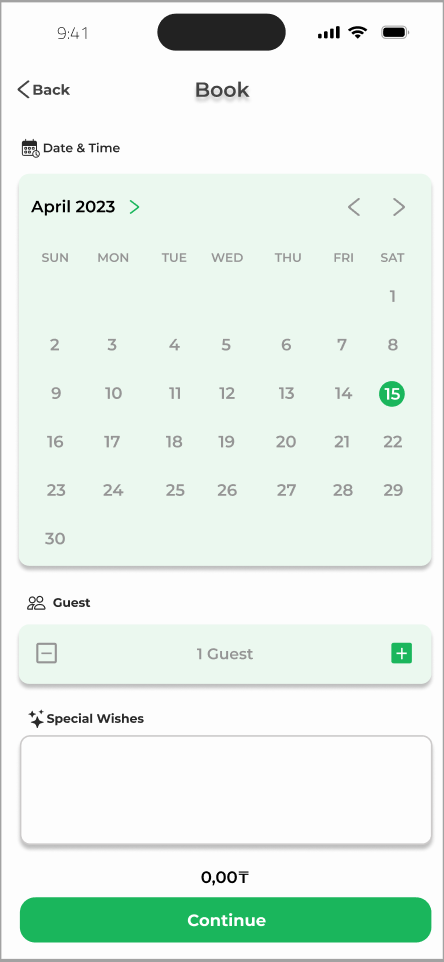 9:41
Back
Book
Date & Time
April 2023
SUN MON TUE WED THU FRI SAT
1
2 3 4 5 6 7 8
9 10 11 12 13 14 15
16 17 18 19 20 21 22
23 24 25 26 27 28 29
30
Guest
1 Guest
Special Wishes
0,00₸
Continue